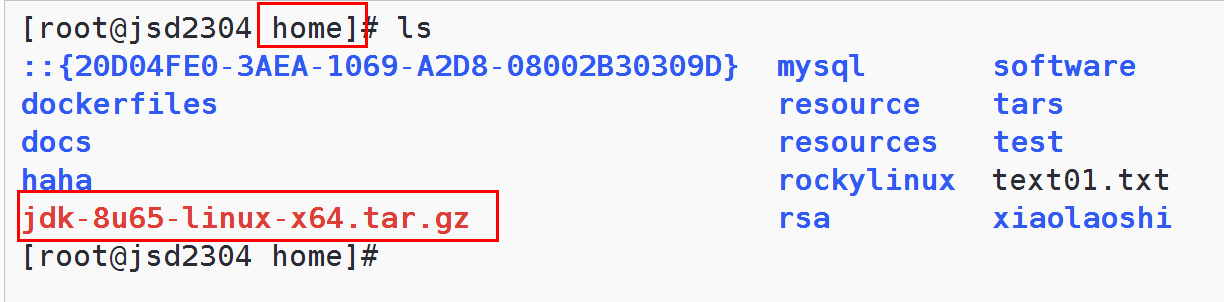 [root@jsd2304 home]# ls
::{20D04FE0-3AEA-1069-A2D8-08002B30309D}  mysql       software
dockerfiles                               resource    tars
docs                                      resources   test
haha                                      rockylinux  text01.txt
jdk-8u65-linux-x64.tar.gz                 rsa         xiaolaoshi
[root@jsd2304 home]#